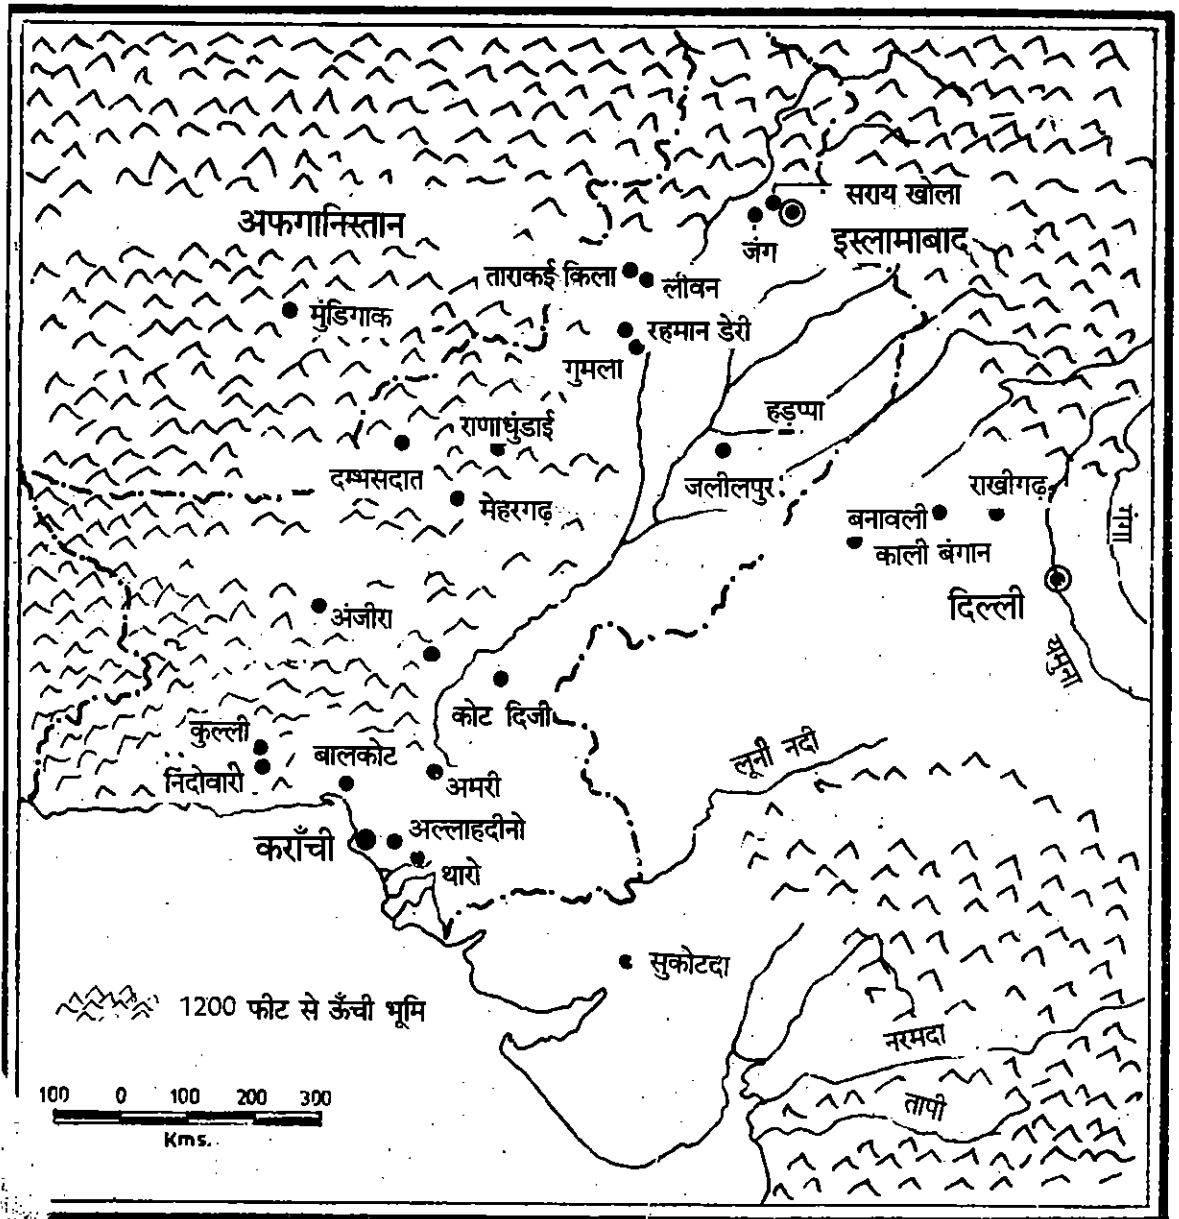 सराय खोला
अफगानिस्तान
जंग
इस्लामाबाद
ताराकई किला
लीवन
मुंडिगाक
रहमान डेरी
गुमला
हड़प्पा
राणाधुंडाई
दम्भसदात
जलीलपुर
राखीगढ़
मेहरगढ़
बनावली
गंगा
काली बंगान
दिल्ली
अंजीरा
यमुना
कोट दिजी
कुल्ली
लूनी नदी
बालकोट
निंदोवारी
अमरी
अल्लाहदीनो
कराँची
थारो
सुकोटदा
1200 फीट से ऊँची भूमि
नरमदा
100 0 100 200 300
तापी
Kms.